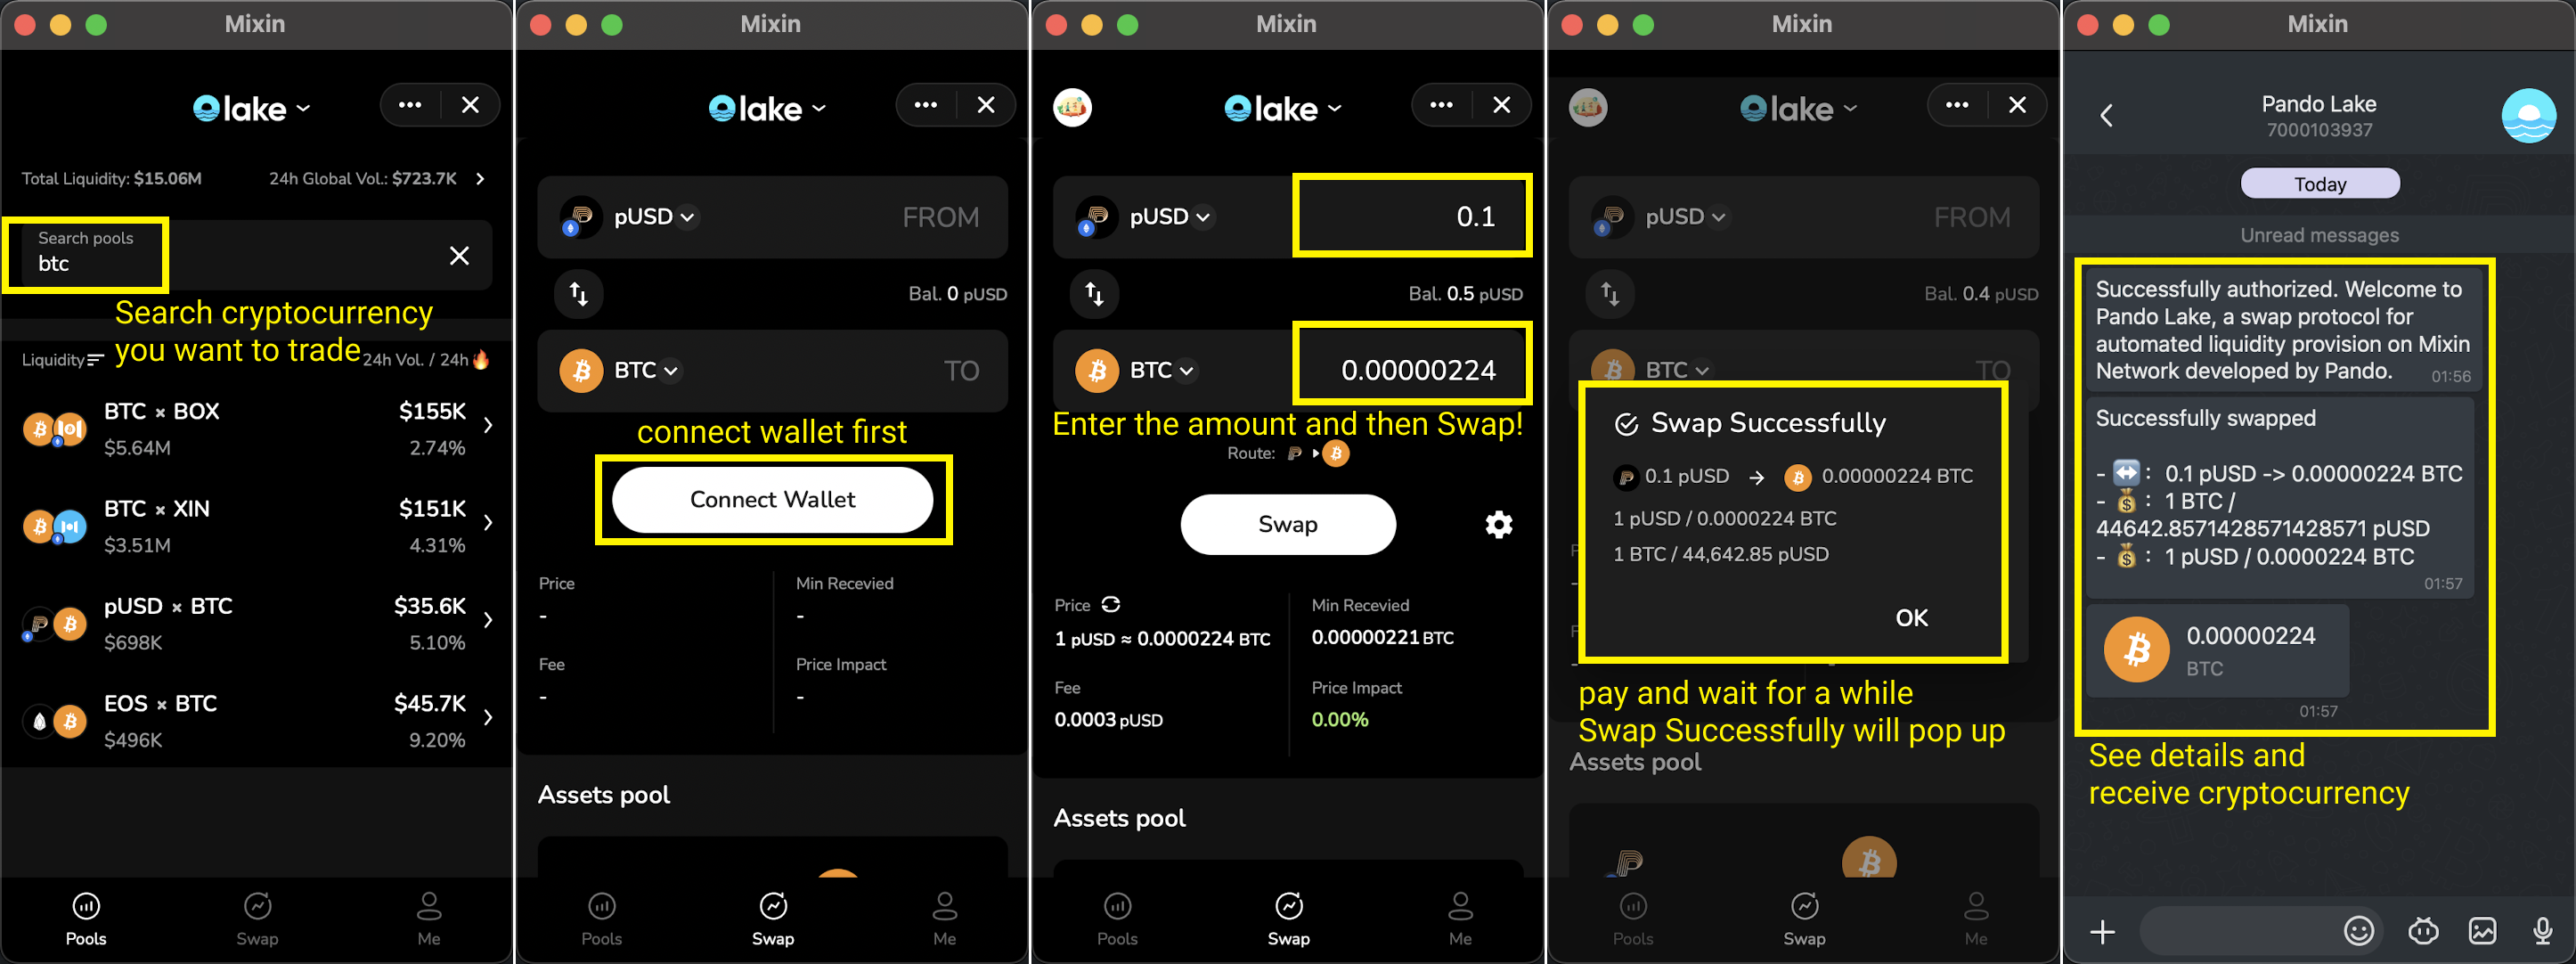 Mixin
lake
Total Liquidity: $15.06M
24h Global Vol.: $723.7K
Search pools
btc
Search cryptocurrency
you want to trade
Liquidity
24h Vol. / 24h🔥
BTC × BOX
$155K
$5.64M
2.74%
BTC × XIN
$151K
$3.51M
4.31%
pUSD × BTC
$35.6K
$698K
5.10%
EOS × BTC
$45.7K
$496K
9.20%
Pools
Swap
Me
Mixin
lake
pUSD
FROM
Bal. 0 pUSD
BTC
TO
connect wallet first
Connect Wallet
Price
-
Min Recevied
-
Fee
-
Price Impact
-
Assets pool
Pools
Swap
Me
Mixin
lake
pUSD
0.1
Bal. 0.5 pUSD
BTC
0.00000224
Enter the amount and then Swap!
Route:
Swap
Price
1 pUSD ≈ 0.0000224 BTC
Min Recevied
0.00000221 BTC
Fee
0.0003 pUSD
Price Impact
0.00%
Assets pool
Pools
Swap
Me
Mixin
lake
pUSD
FROM
Bal. 0.4 pUSD
BTC
TO
Swap Successfully
0.1 pUSD → 0.00000224 BTC
1 pUSD / 0.0000224 BTC
1 BTC / 44,642.85 pUSD
OK
pay and wait for a while
Swap Successfully will pop up
Assets pool
Pools
Swap
Me
Mixin
Pando Lake
7000103937
Today
Unread messages
Successfully authorized. Welcome to
Pando Lake, a swap protocol for
automated liquidity provision on Mixin
Network developed by Pando.
01:56
Successfully swapped
- ↔️ : 0.1 pUSD -> 0.00000224 BTC
- 💰 : 1 BTC /
44642.8571428571428571 pUSD
- 💰 : 1 pUSD / 0.0000224 BTC
01:57
0.00000224
BTC
01:57
See details and
receive cryptocurrency